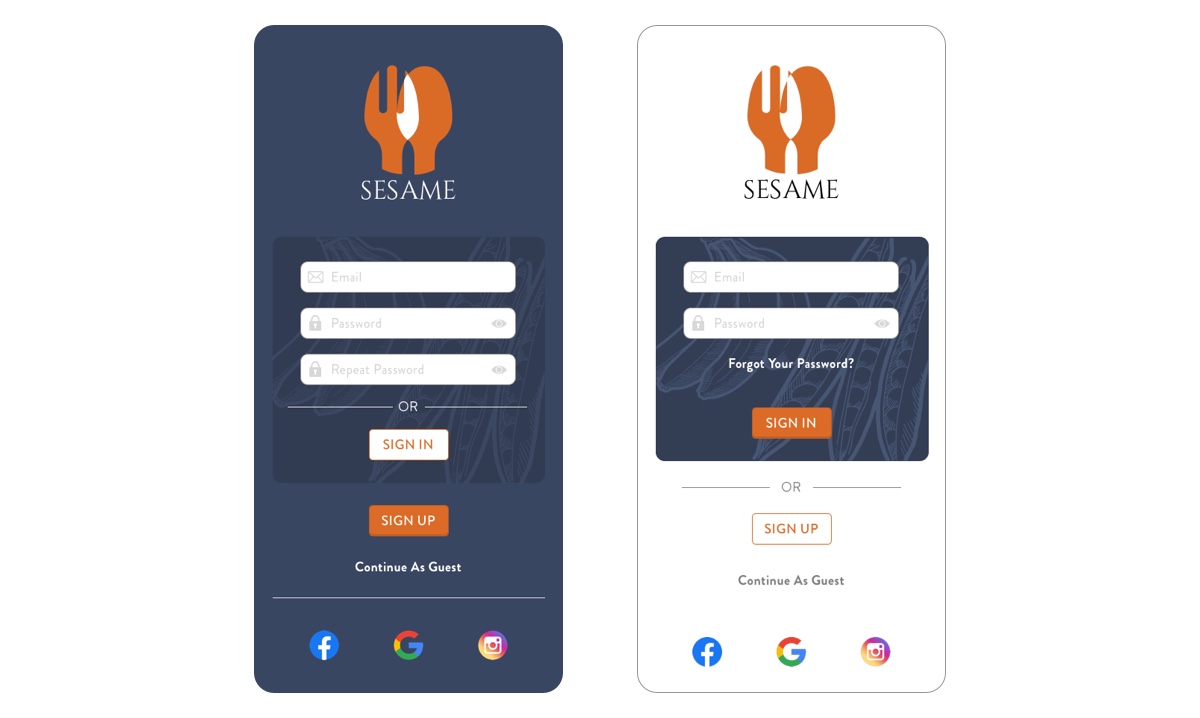 SESAME
Email
Password
Repeat Password
OR
SIGN IN
SIGN UP
Continue As Guest
SESAME
Email
Password
Forgot Your Password?
SIGN IN
OR
SIGN UP
Continue As Guest